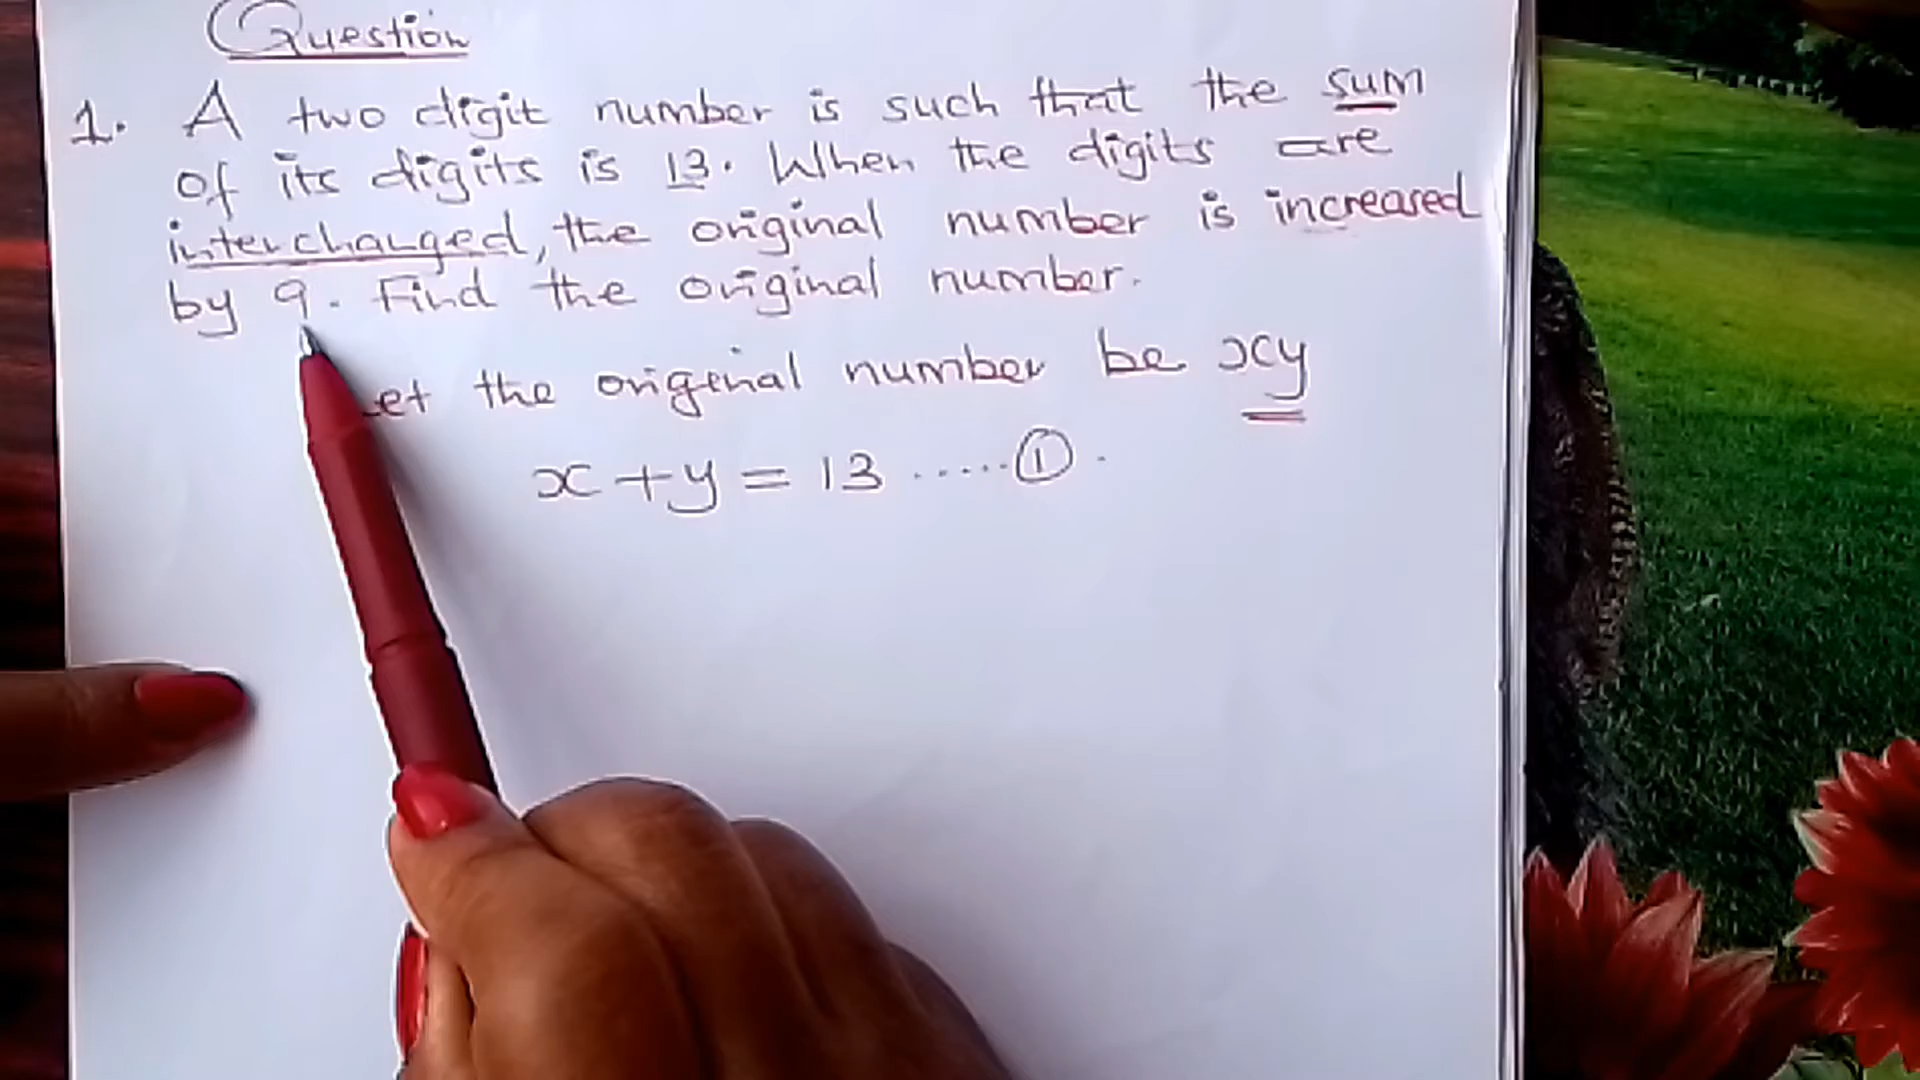 Question
1. A two digit number is such that the sum
of its digits is 13. When the digits are
interchanged, the original number is increased
by 9. Find the original number.
et the original number be xy
x + y = 13 ..... ① .